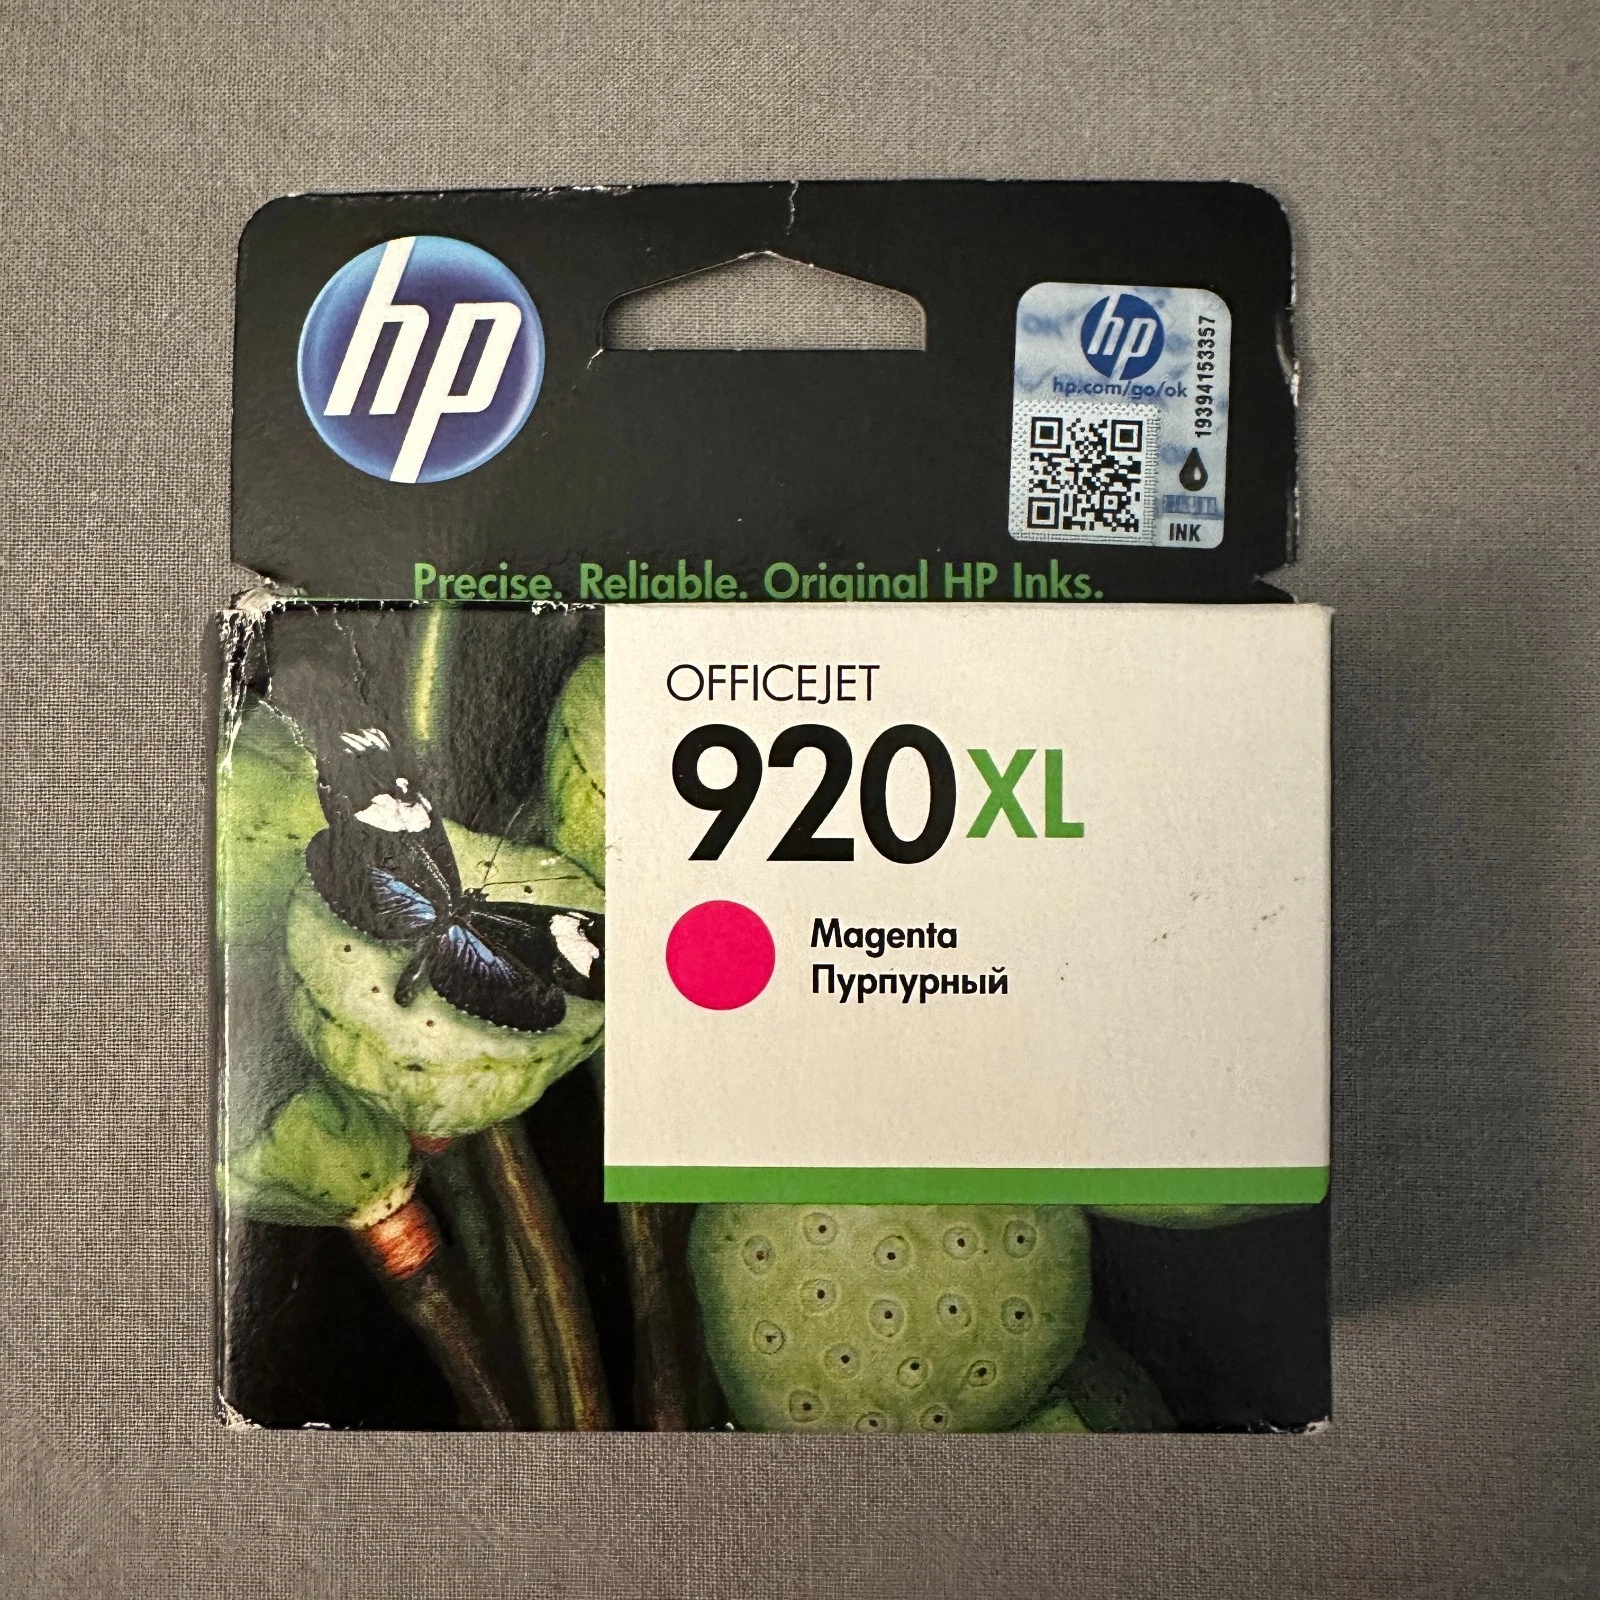 hp
hp
hp.com/go/ok
19394153357
INK
Precise. Reliable. Original HP Inks.
OFFICEJET
920XL
Magenta
Пурпурный